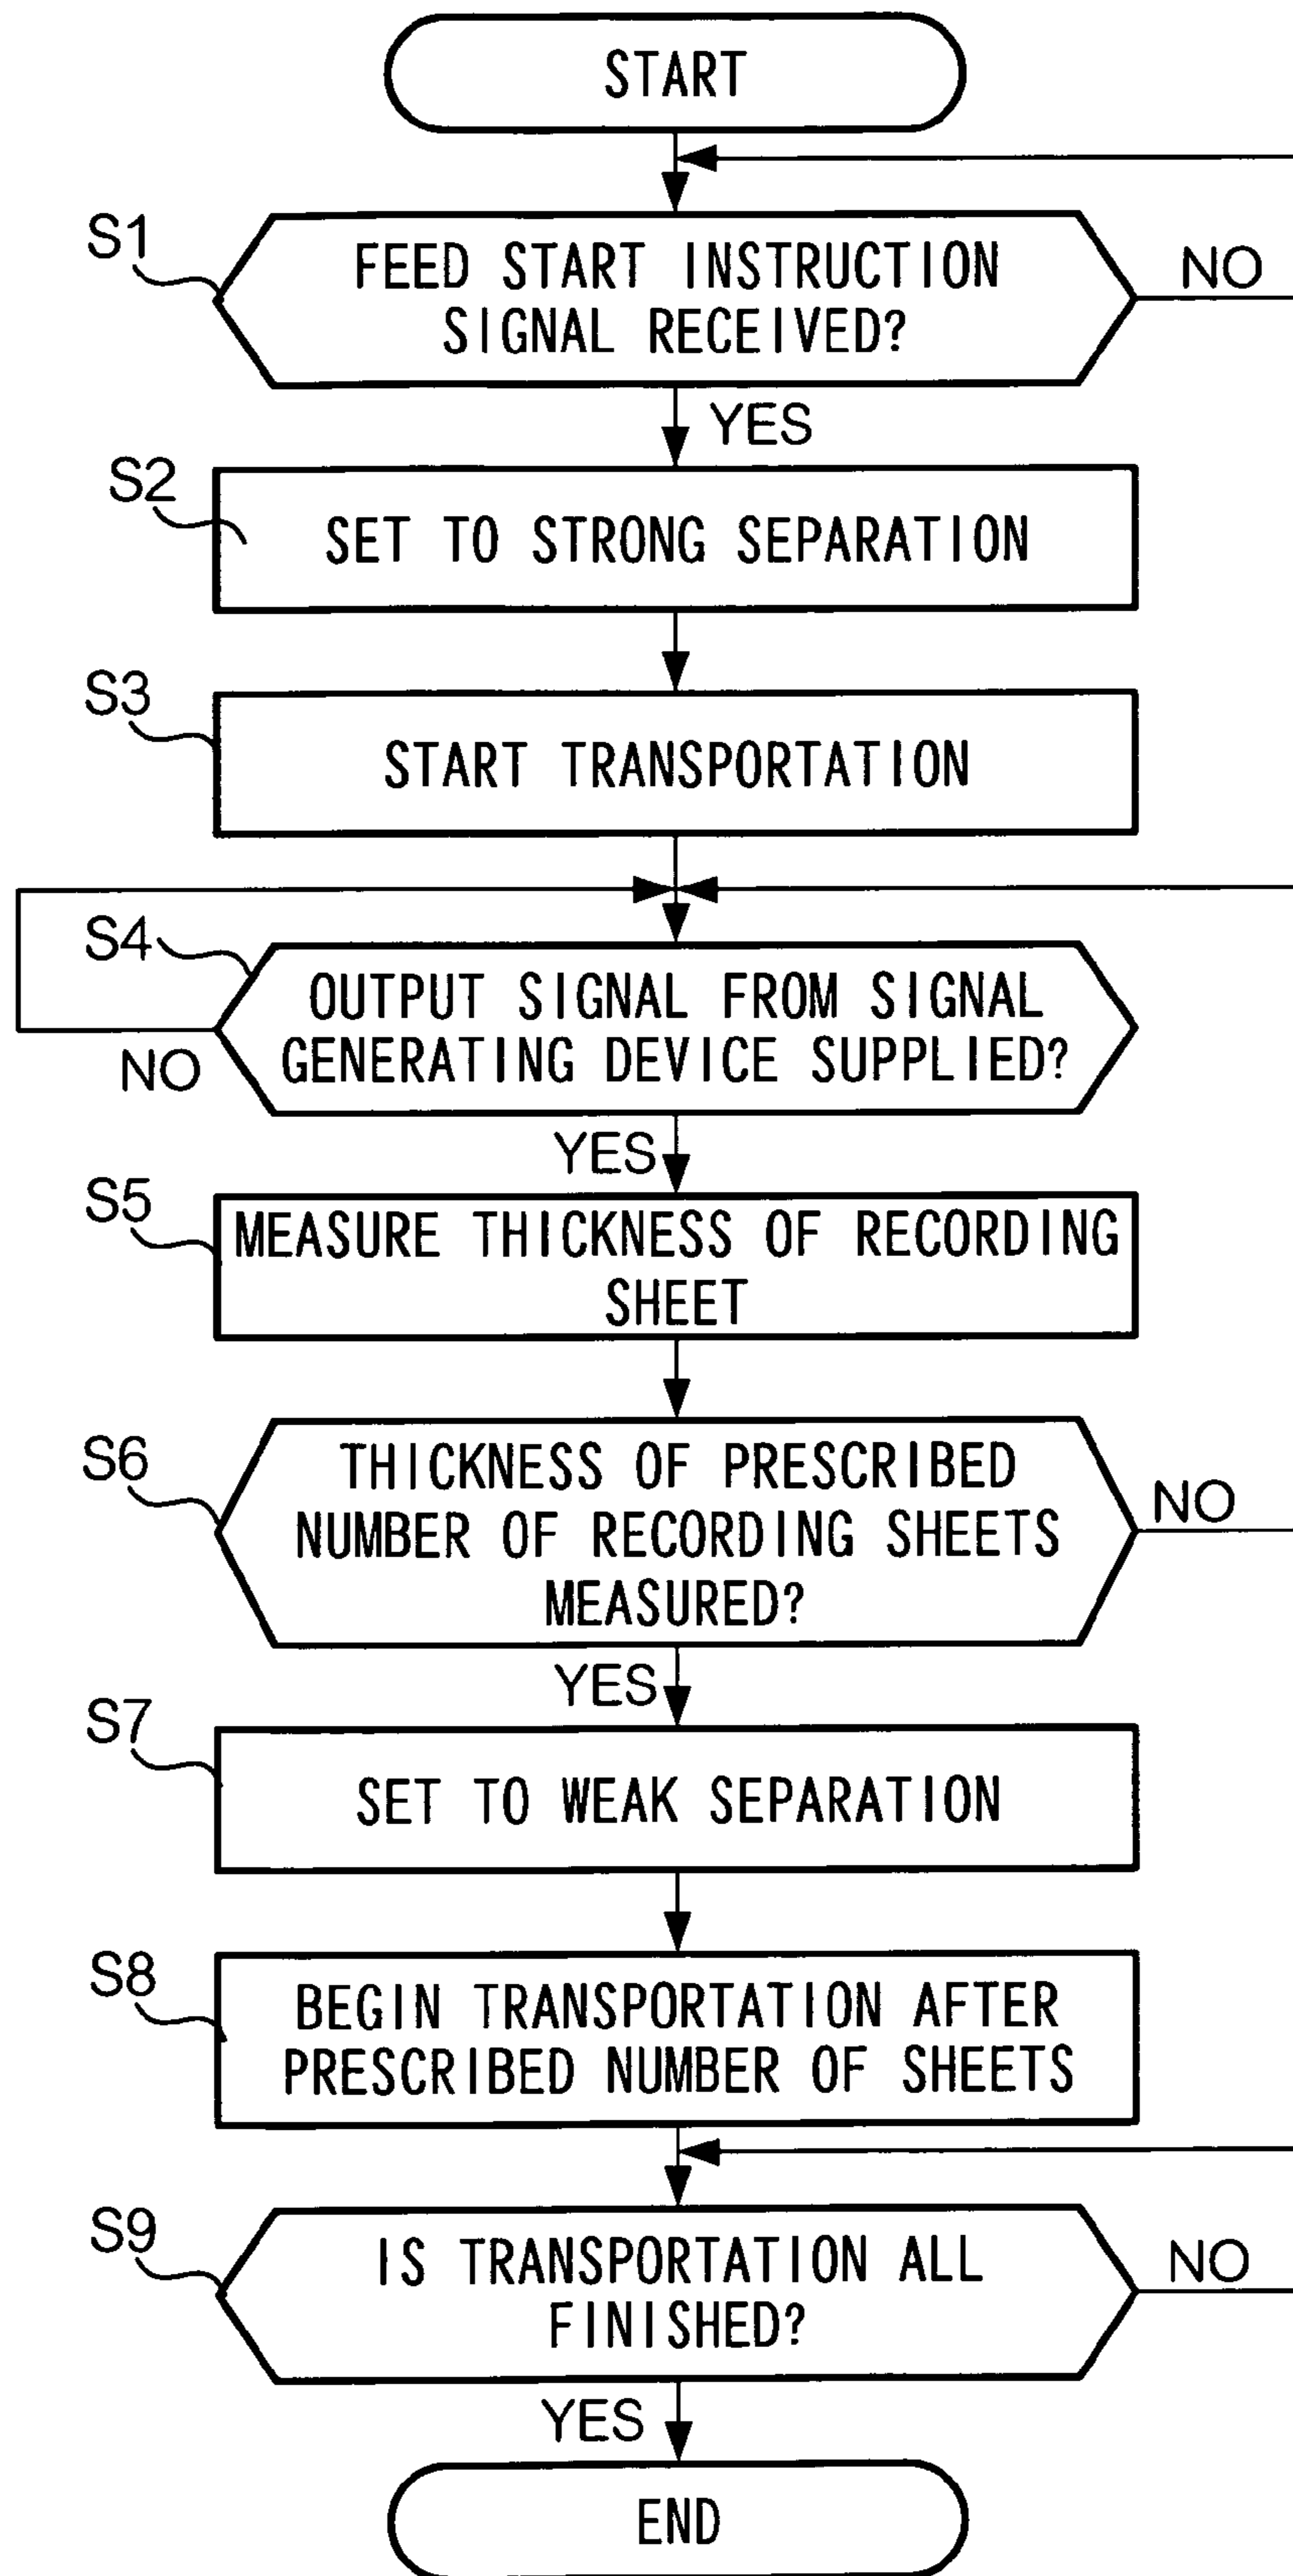 START
S1
FEED START INSTRUCTION
SIGNAL RECEIVED?
NO
YES
S2
SET TO STRONG SEPARATION
S3
START TRANSPORTATION
S4
OUTPUT SIGNAL FROM SIGNAL
GENERATING DEVICE SUPPLIED?
NO
YES
S5
MEASURE THICKNESS OF RECORDING
SHEET
S6
THICKNESS OF PRESCRIBED
NUMBER OF RECORDING SHEETS
MEASURED?
NO
YES
S7
SET TO WEAK SEPARATION
S8
BEGIN TRANSPORTATION AFTER
PRESCRIBED NUMBER OF SHEETS
S9
IS TRANSPORTATION ALL
FINISHED?
NO
YES
END